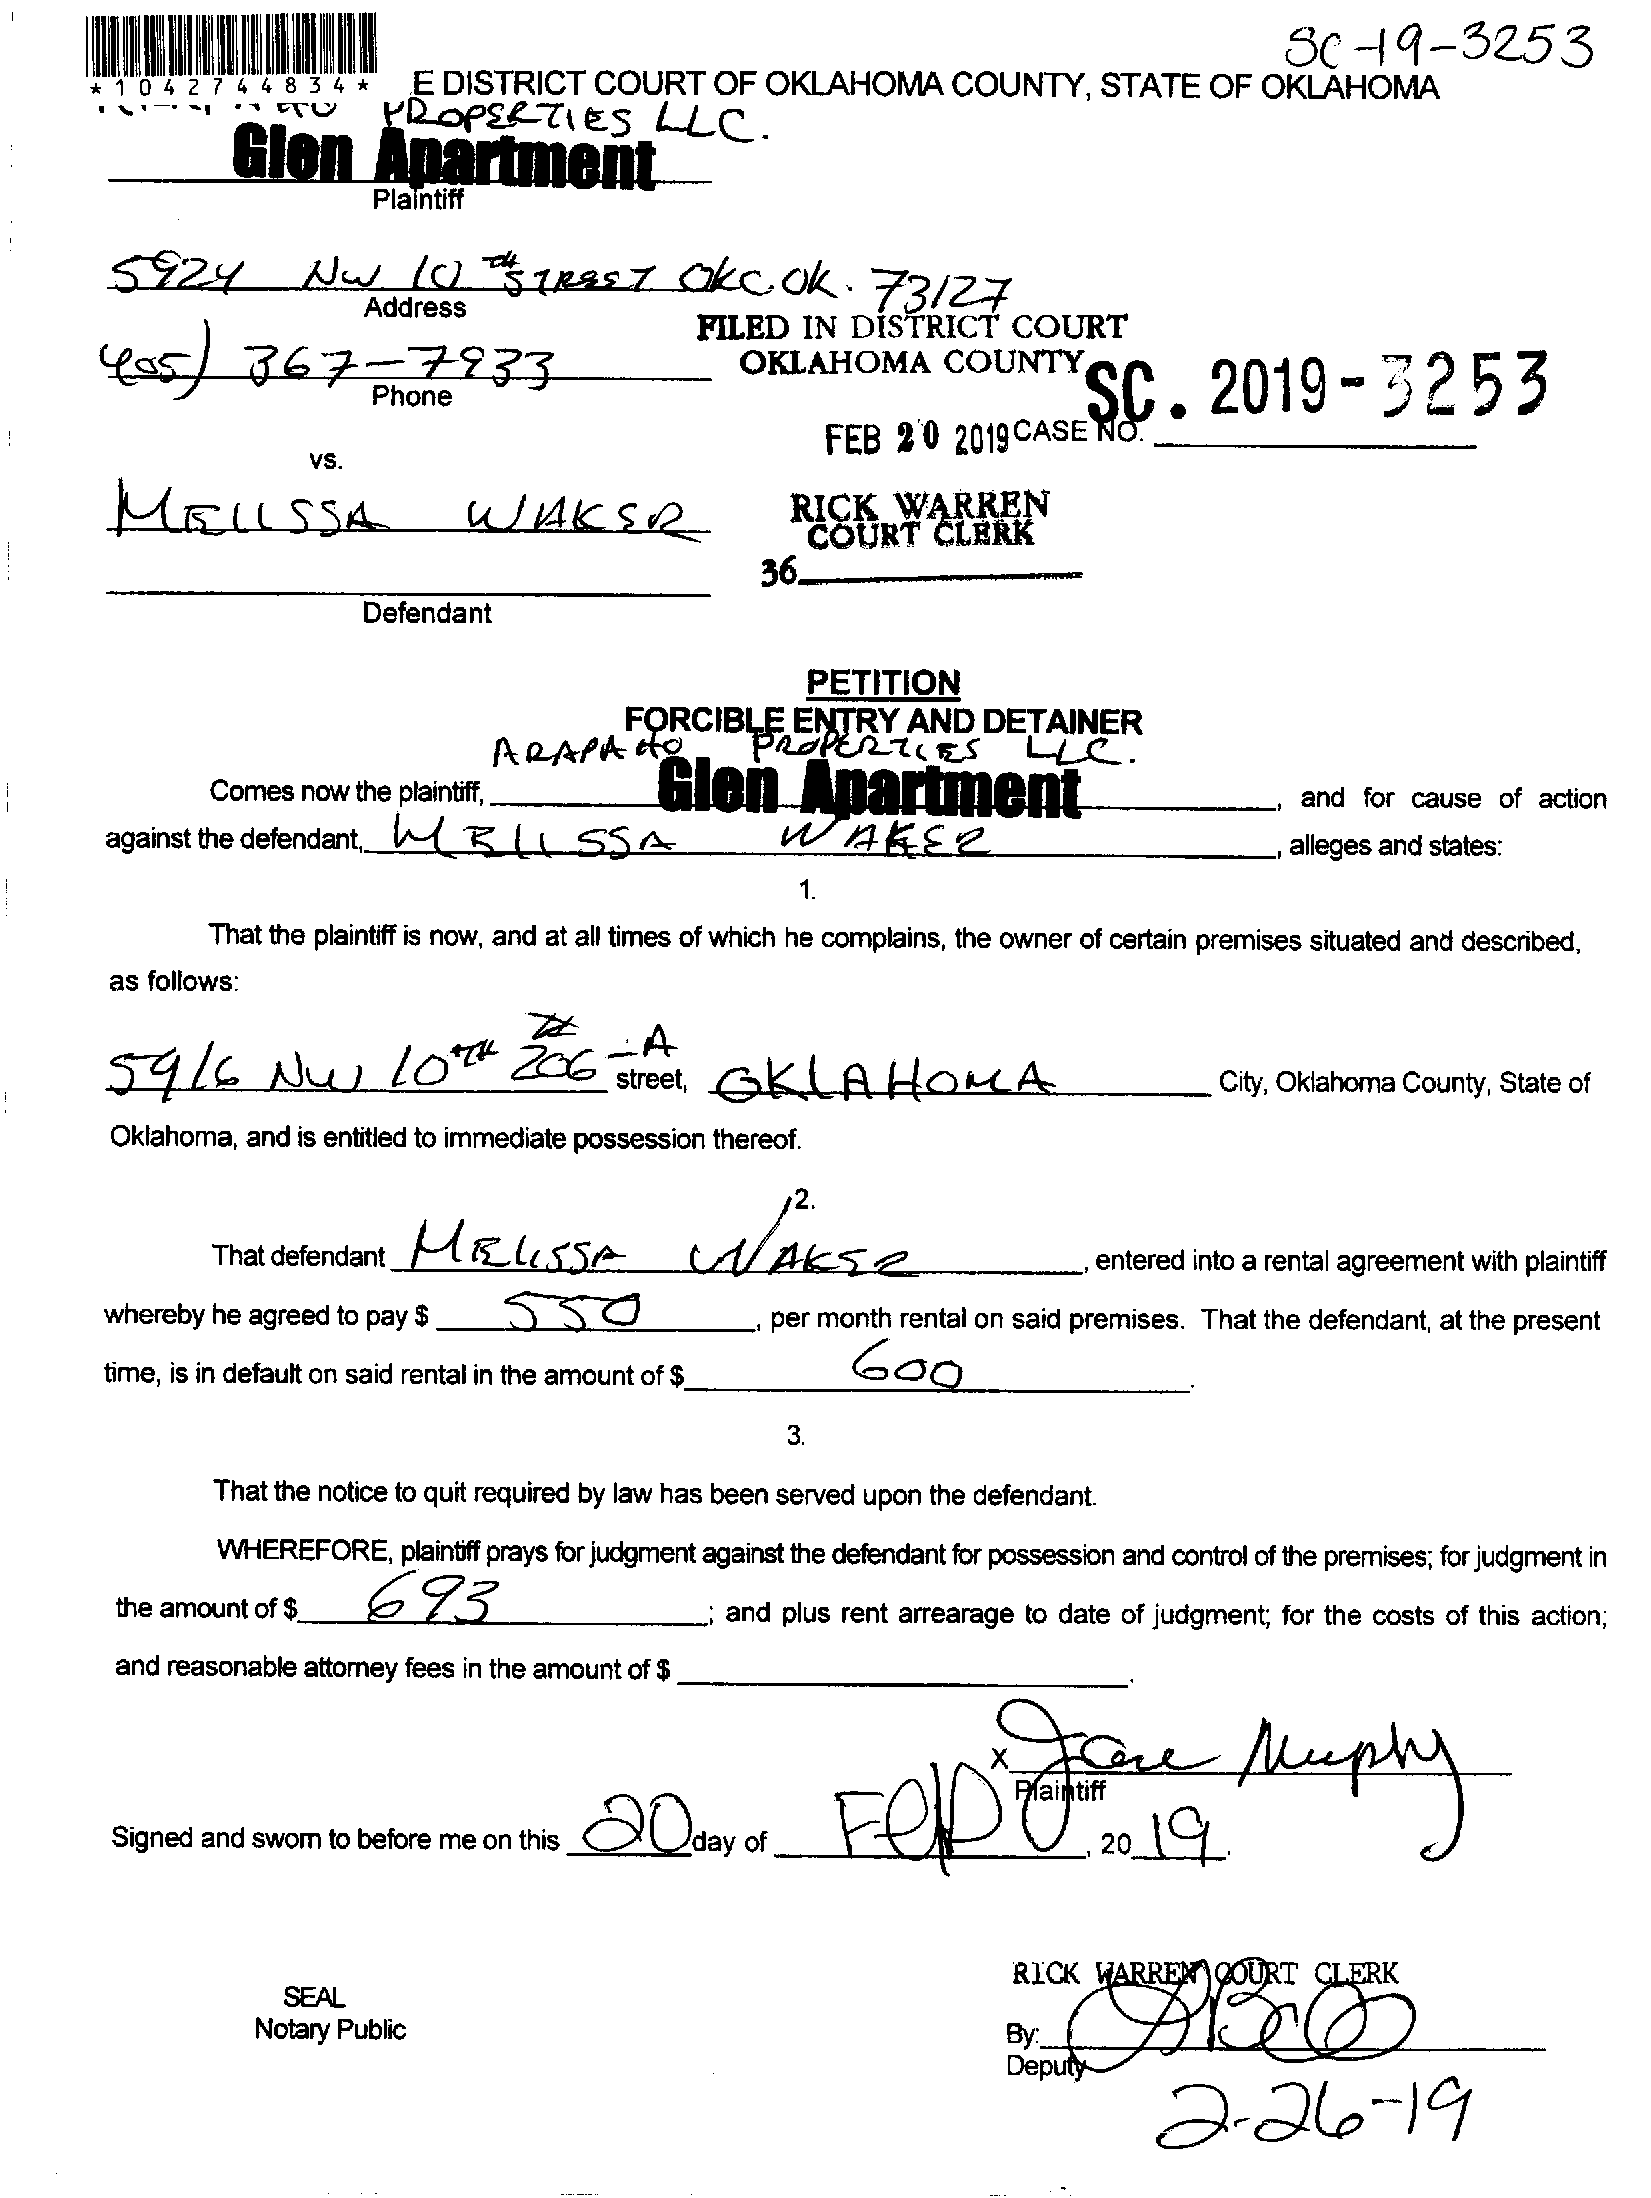 SC-19-3253
*1042744834*
E DISTRICT COURT OF OKLAHOMA COUNTY, STATE OF OKLAHOMA
PROPERTIES LLC.
Glen Apartment
Plaintiff
5924 NW 10 TH STREET OKC OK. 73127
Address
FILED IN DISTRICT COURT
OKLAHOMA COUNTY
405) 367-7933
Phone
SC. 2019-3253
FEB 20 2019 CASE NO.
vs.
MELISSA WAKER
RICK WARREN
COURT CLERK
36
Defendant
PETITION
FORCIBLE ENTRY AND DETAINER
ARAPAHO PROPERTIES LLC.
Comes now the plaintiff, Glen Apartment, and for cause of action
against the defendant, MELISSA WAKER, alleges and states:
1.
That the plaintiff is now, and at all times of which he complains, the owner of certain premises situated and described,
as follows:
5916 NW 10TH # 206-A street, OKLAHOMA City, Oklahoma County, State of
Oklahoma, and is entitled to immediate possession thereof.
2.
That defendant MELISSA WAKER, entered into a rental agreement with plaintiff
whereby he agreed to pay $ 550, per month rental on said premises. That the defendant, at the present
time, is in default on said rental in the amount of $ 600.
3.
That the notice to quit required by law has been served upon the defendant.
WHEREFORE, plaintiff prays for judgment against the defendant for possession and control of the premises; for judgment in
the amount of $ 693; and plus rent arrearage to date of judgment; for the costs of this action;
and reasonable attorney fees in the amount of $ .
x Jane Murphy
Plaintiff
Signed and sworn to before me on this 20 day of Feb, 2019.
RICK WARREN COURT CLERK
SEAL
Notary Public
By:
Deputy
2-26-19